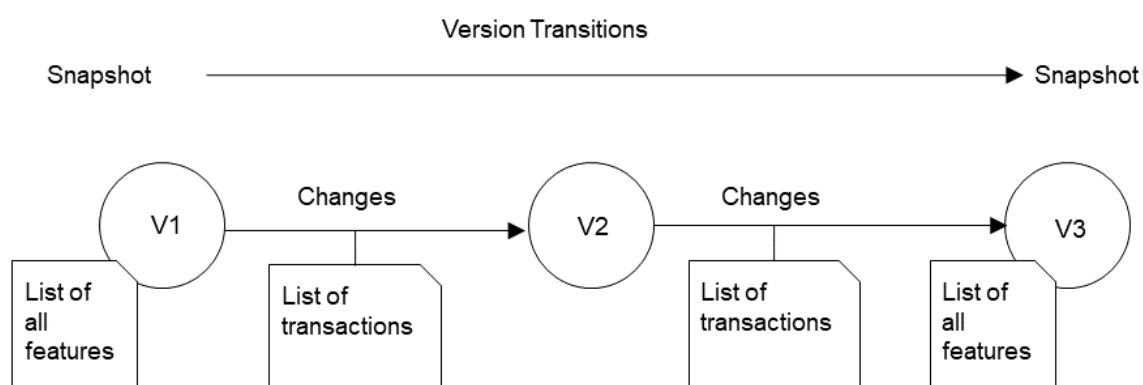 Version Transitions
Snapshot
Snapshot
Changes
Changes
V1
V2
V3
List of
all
features
List of
transactions
List of
transactions
List of
all
features